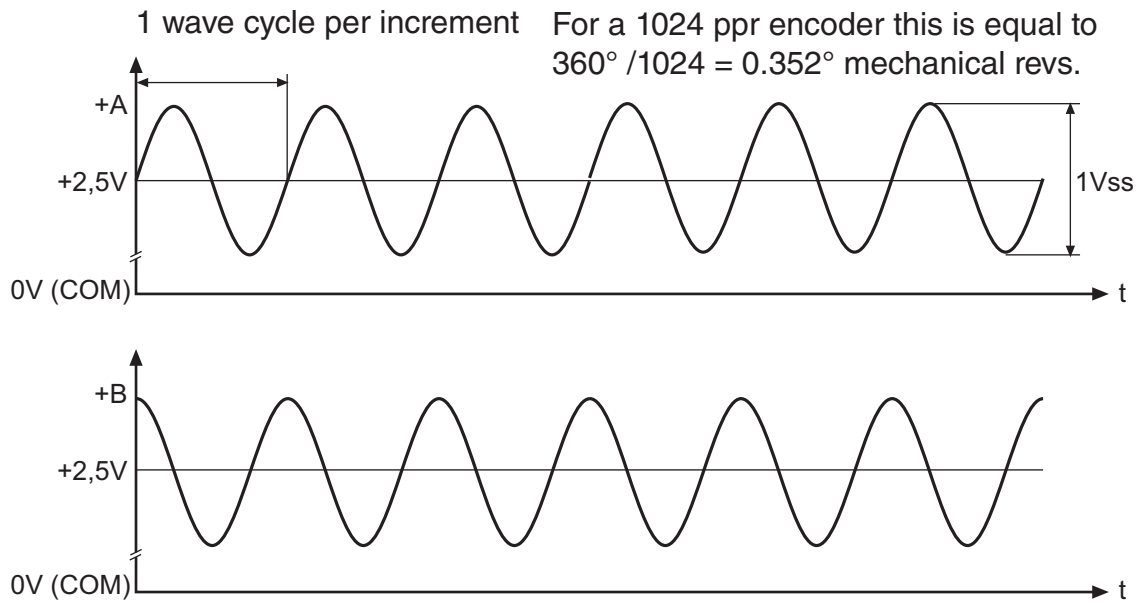 1 wave cycle per increment
For a 1024 ppr encoder this is equal to
360° /1024 = 0.352° mechanical revs.
+A
+2,5V
1Vss
0V (COM)
t
+B
+2,5V
0V (COM)
t